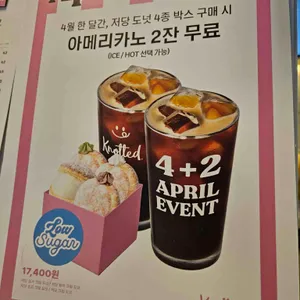 4월 한 달간, 저당 도넛 4종 박스 구매 시
아메리카노 2잔 무료
(ICE / HOT 선택 가능)
Knotted
4+2
APRIL
EVENT
Low
Sugar
17,400원